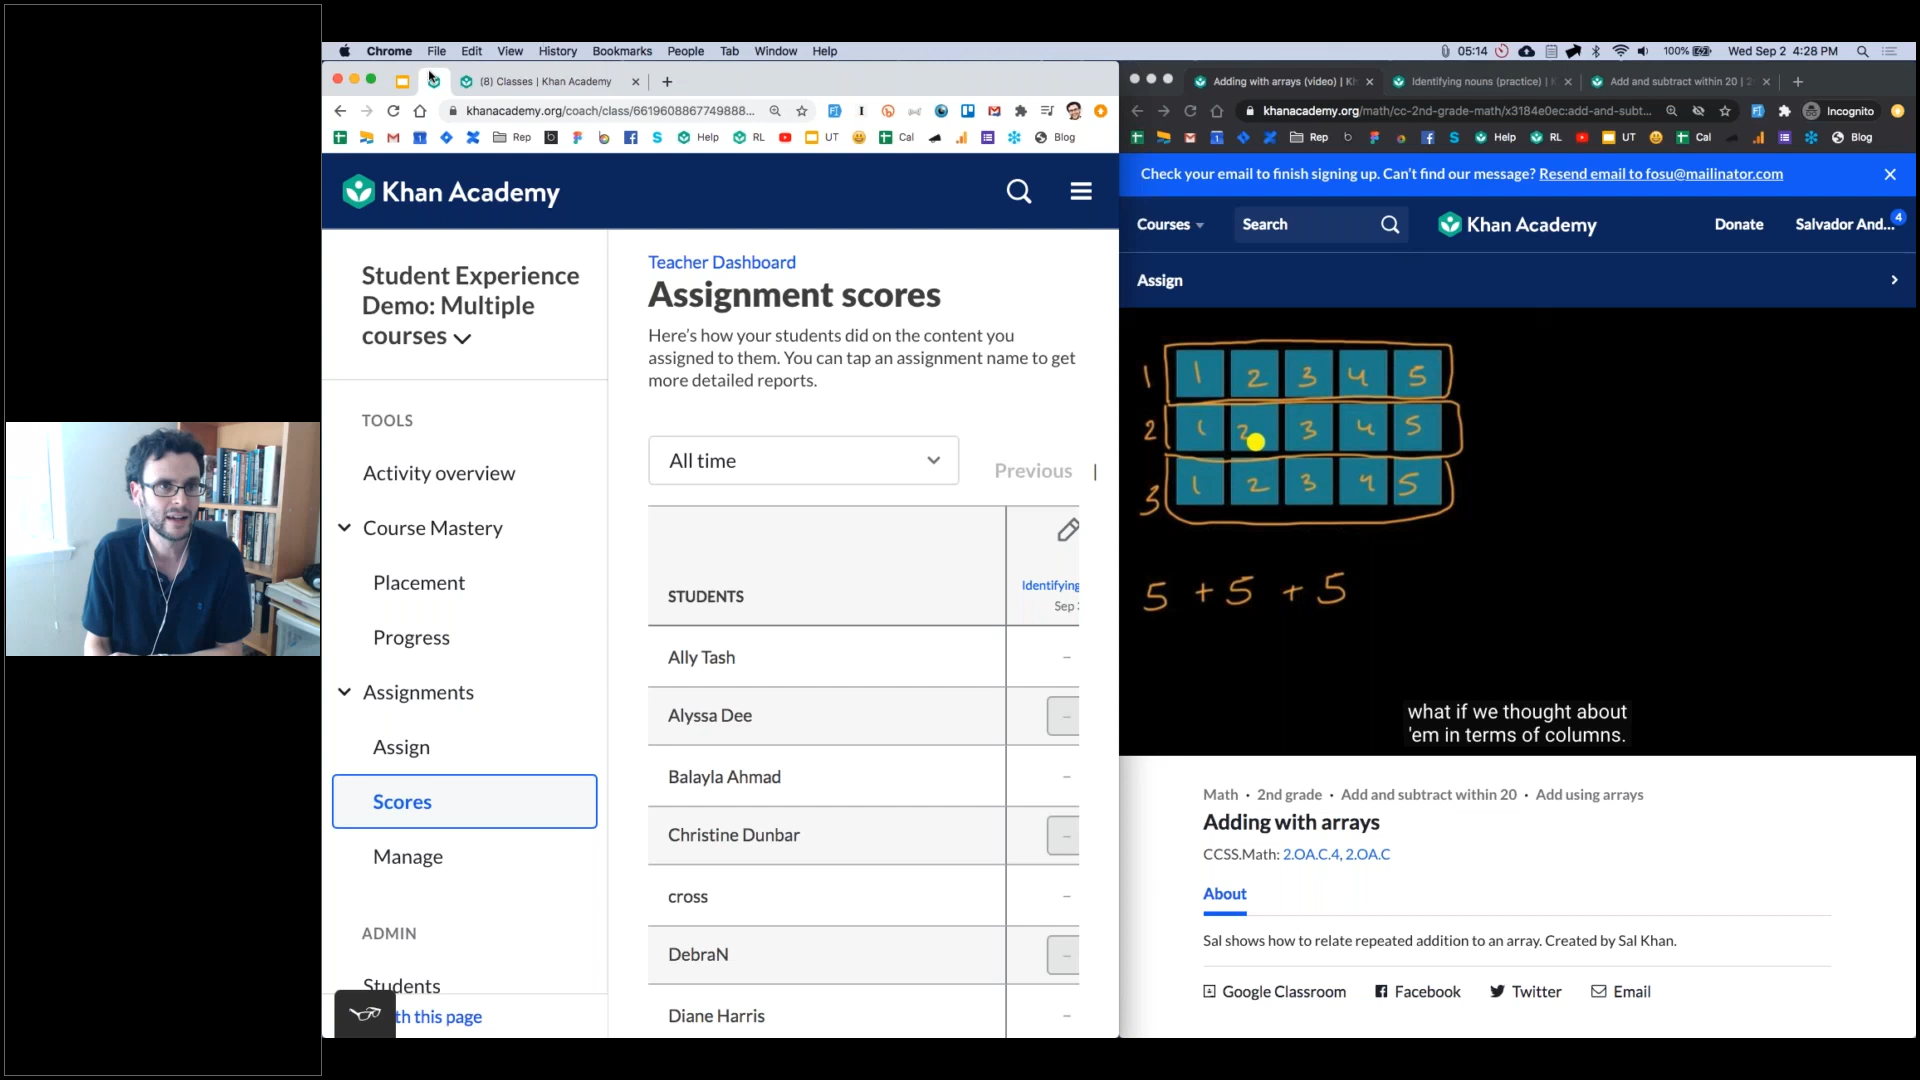 Chrome File Edit View History Bookmarks People Tab Window Help
05:14 100% Wed Sep 2 4:28 PM
(8) Classes | Khan Academy
khanacademy.org/coach/class/6619608867749888...
Rep Help RL UT Cal Blog
Khan Academy
Student Experience
Demo: Multiple
courses
TOOLS
Activity overview
Course Mastery
Placement
Progress
Assignments
Assign
Scores
Manage
ADMIN
Students
th this page
Teacher Dashboard
Assignment scores
Here's how your students did on the content you
assigned to them. You can tap an assignment name to get
more detailed reports.
All time
Previous
Identifying
Sep
STUDENTS
Ally Tash –
Alyssa Dee –
Balayla Ahmad –
Christine Dunbar –
cross –
DebraN –
Diane Harris –
Adding with arrays (video) | Kh
Identifying nouns (practice) |
Add and subtract within 20 | 2
khanacademy.org/math/cc-2nd-grade-math/x3184e0ec:add-and-subt...
Incognito
Rep Help RL UT Cal Blog
Check your email to finish signing up. Can't find our message? Resend email to fosu@mailinator.com
Courses Search Khan Academy Donate Salvador And... 4
Assign
1 1 2 3 4 5
2 1 2 3 4 5
3 1 2 3 4 5
5 + 5 + 5
what if we thought about
'em in terms of columns.
Math • 2nd grade • Add and subtract within 20 • Add using arrays
Adding with arrays
CCSS.Math: 2.OA.C.4, 2.OA.C
About
Sal shows how to relate repeated addition to an array. Created by Sal Khan.
Google Classroom Facebook Twitter Email